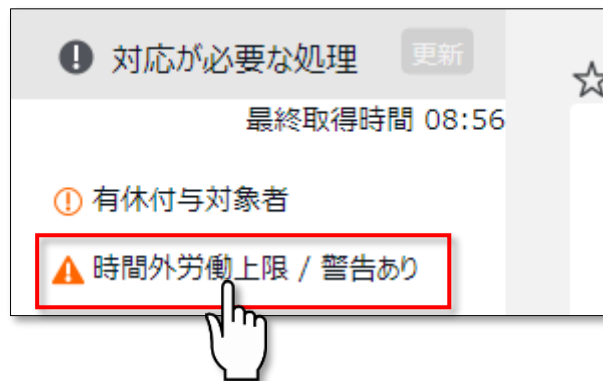 対応が必要な処理 更新
最終取得時間 08:56
有休付与対象者
時間外労働上限 / 警告あり